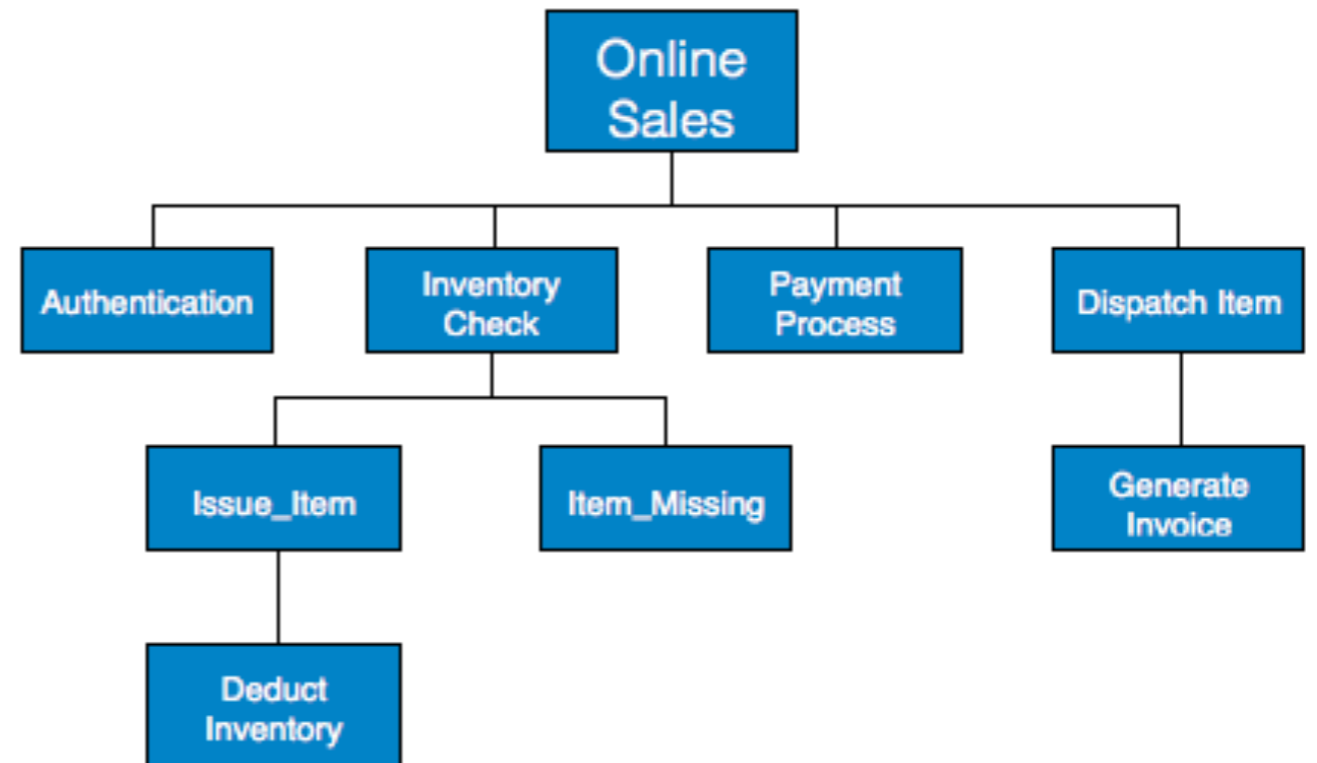 Online
Sales
Authentication
Inventory
Check
Payment
Process
Dispatch Item
Issue_Item
Item_Missing
Generate
Invoice
Deduct
Inventory